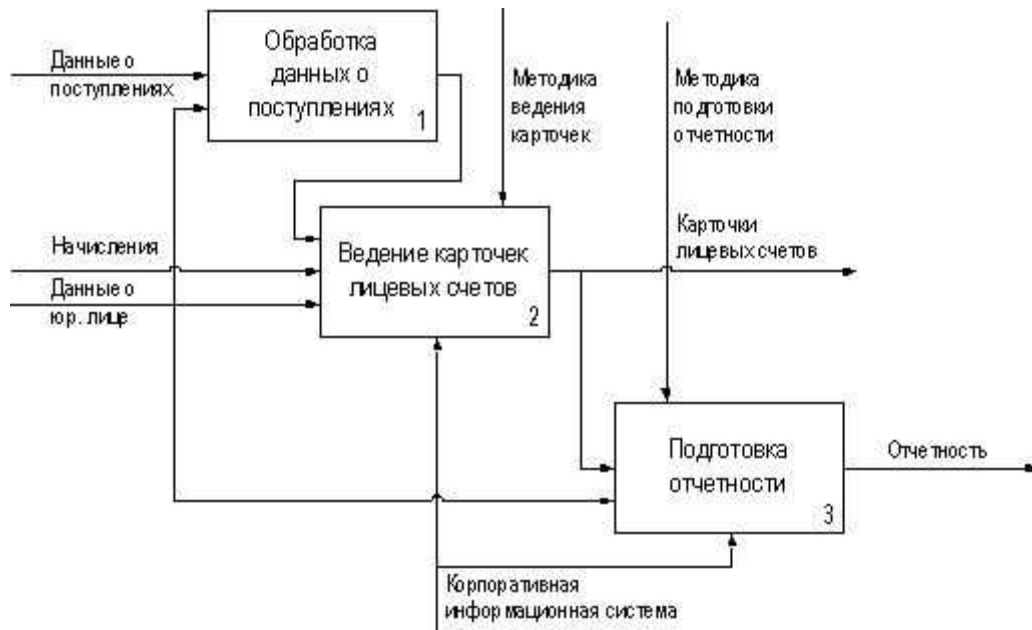 Обработка
данных о
поступлениях
1
Данные о
поступлениях
Методика
ведения
карточек
Методика
подготовки
отчетности
Начисления
Данные о
юр. лице
Ведение карточек
лицевых счетов
2
Карточки
лицевых счетов
Подготовка
отчетности
3
Отчетность
Корпоративная
информационная система